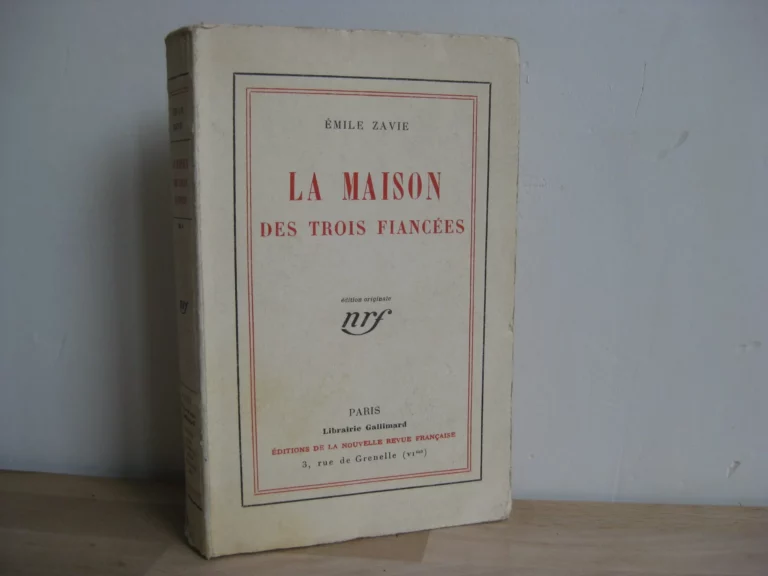 ÉMILE ZAVIE
LA MAISON
DES TROIS FIANCÉES
édition originale
nrf
PARIS
Librairie Gallimard
ÉDITIONS DE LA NOUVELLE REVUE FRANÇAISE
3, rue de Grenelle (VIme)
nrf